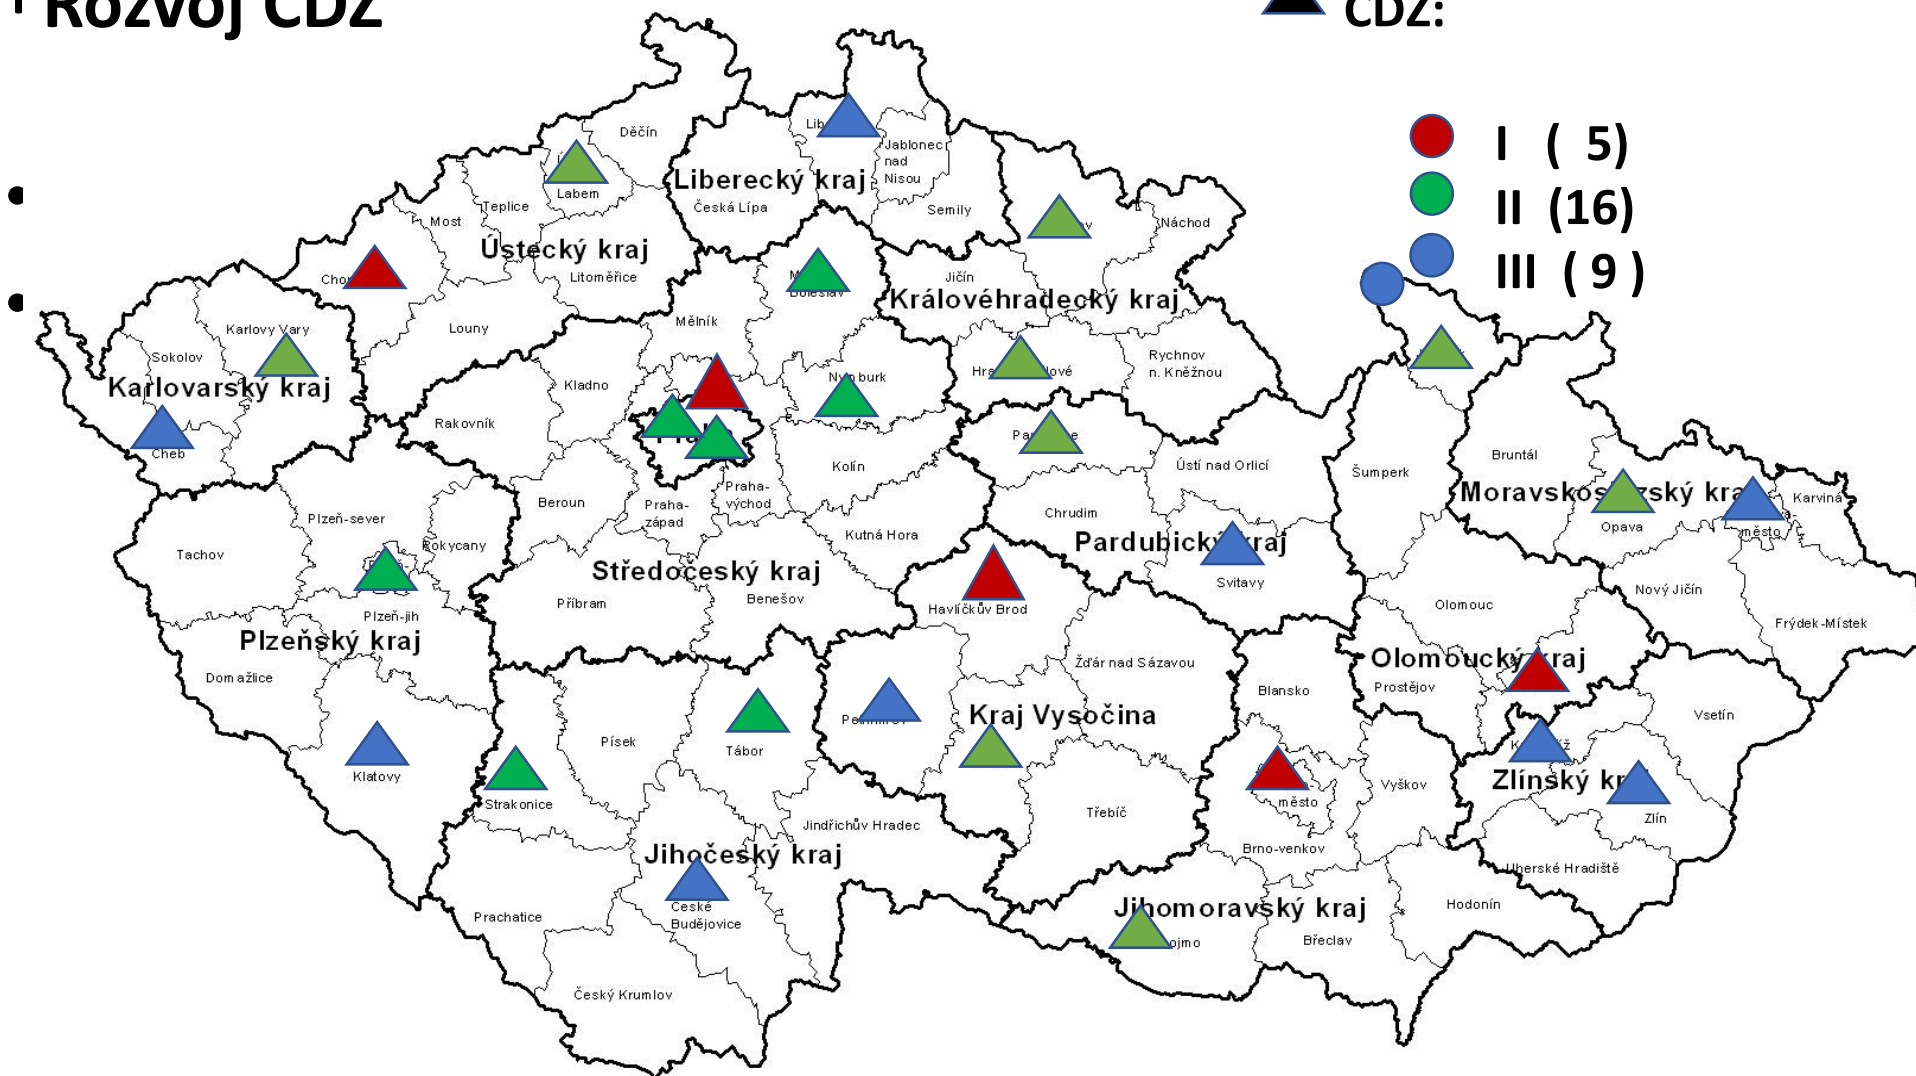 Rozvoj CDZ
CDZ:
I ( 5)
II (16)
III ( 9 )
Děčín
Jablonec
nad
Nisou
Liberecký kraj
Labem
Teplice
Česká Lípa
Semily
Most
Náchod
Ústecký kraj
Litoměřice
Jičín
Královéhradecký kraj
Louny
Mělník
Karlovy Vary
Sokolov
Karlovarský kraj
Kladno
Rychnov
n. Kněžnou
Rakovník
Cheb
Kolín
Ústí nad Orlicí
Šumperk
Bruntál
Moravskoslezský kraj
Karviná
Opava
město
Beroun
Praha-
západ
Praha-
východ
Plzeň-sever
Rokycany
Tachov
Kutná Hora
Chrudim
Pardubický kraj
Svitavy
Středočeský kraj
Příbram
Benešov
Havlíčkův Brod
Olomouc
Nový Jičín
Frýdek-Místek
Plzeň-jih
Plzeňský kraj
Domažlice
Žďár nad Sázavou
Olomoucký kraj
Prostějov
Blansko
Vsetín
Kraj Vysočina
Písek
Tábor
Klatovy
Strakonice
Třebíč
město
Vyškov
Zlínský kraj
Zlín
Jindřichův Hradec
Brno-venkov
Jihočeský kraj
Uherské Hradiště
České
Budějovice
Prachatice
Jihomoravský kraj
Hodonín
Břeclav
Český Krumlov